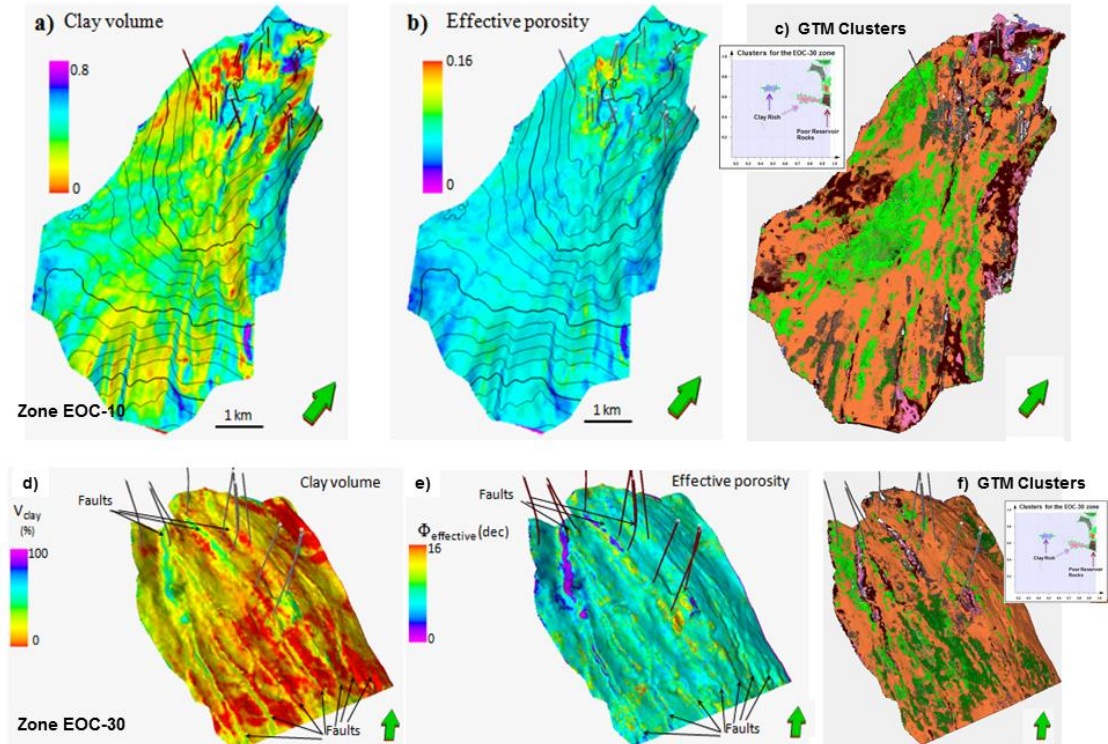 a) Clay volume
0.8
0
Zone EOC-10
1 km
b) Effective porosity
0.16
0
1 km
c) GTM Clusters
Clusters for the EOC-30 zone
Clay Rich
Poor Reservoir
Rocks
d)
Clay volume
Faults
V clay
(%)
100
0
Zone EOC-30
Faults
e)
Effective porosity
Faults
Φ effective (dec)
16
0
Faults
f)
GTM Clusters
Clusters for the EOC-30 zone
Clay Rich
Poor Reservoir
Rocks